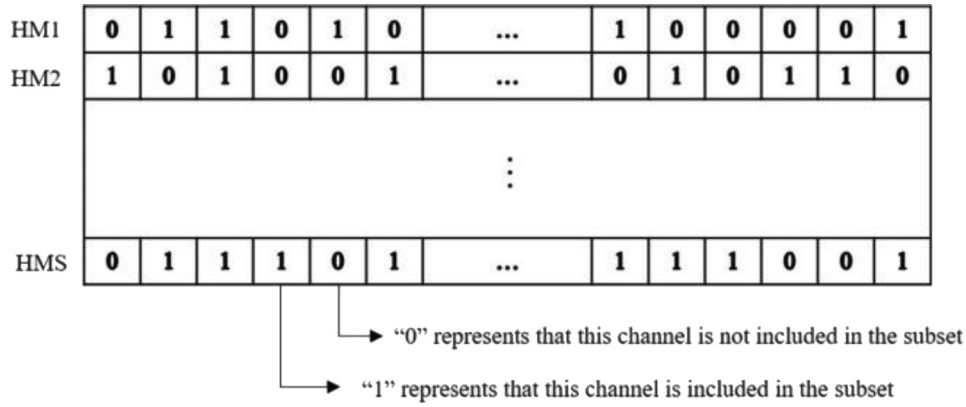 HM1 0 1 1 0 1 0 ... 1 0 0 0 0 1
HM2 1 0 1 0 0 1 ... 0 1 0 1 1 0
⋮
HMS 0 1 1 1 0 1 ... 1 1 1 0 0 1
“0” represents that this channel is not included in the subset
“1” represents that this channel is included in the subset